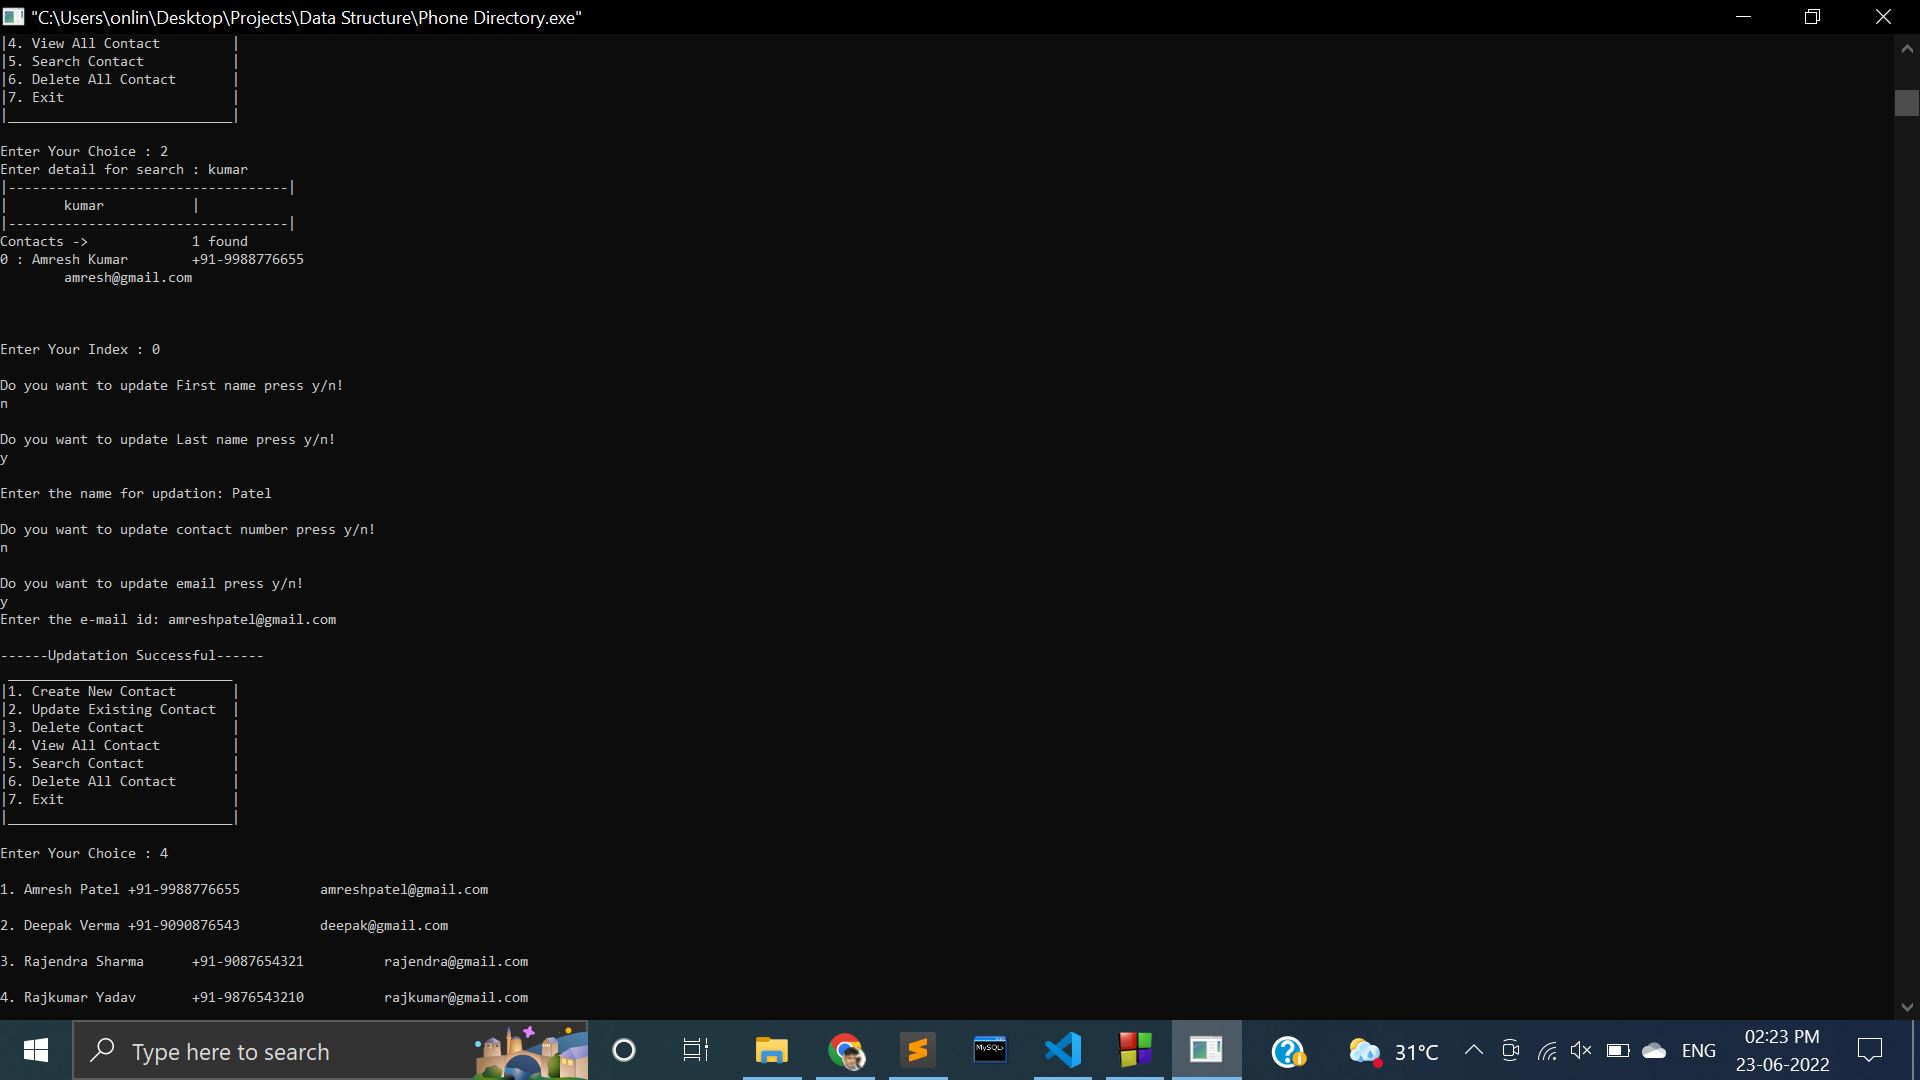 "C:\Users\onlin\Desktop\Projects\Data Structure\Phone Directory.exe"
|4. View All Contact         |
|5. Search Contact           |
|6. Delete All Contact       |
|7. Exit                     |
|____________________________|
Enter Your Choice : 2
Enter detail for search : kumar
|-----------------------------------|
|       kumar           |
|-----------------------------------|
Contacts ->             1 found
0 : Amresh Kumar        +91-9988776655
amresh@gmail.com
Enter Your Index : 0
Do you want to update First name press y/n!
n
Do you want to update Last name press y/n!
y
Enter the name for updation: Patel
Do you want to update contact number press y/n!
n
Do you want to update email press y/n!
y
Enter the e-mail id: amreshpatel@gmail.com
------Updatation Successful------
____________________________
|1. Create New Contact       |
|2. Update Existing Contact  |
|3. Delete Contact           |
|4. View All Contact         |
|5. Search Contact           |
|6. Delete All Contact       |
|7. Exit                     |
|____________________________|
Enter Your Choice : 4
1. Amresh Patel +91-9988776655          amreshpatel@gmail.com
2. Deepak Verma +91-9090876543          deepak@gmail.com
3. Rajendra Sharma      +91-9087654321          rajendra@gmail.com
4. Rajkumar Yadav       +91-9876543210          rajkumar@gmail.com
Type here to search
MySQL
31°C
ENG
02:23 PM
23-06-2022